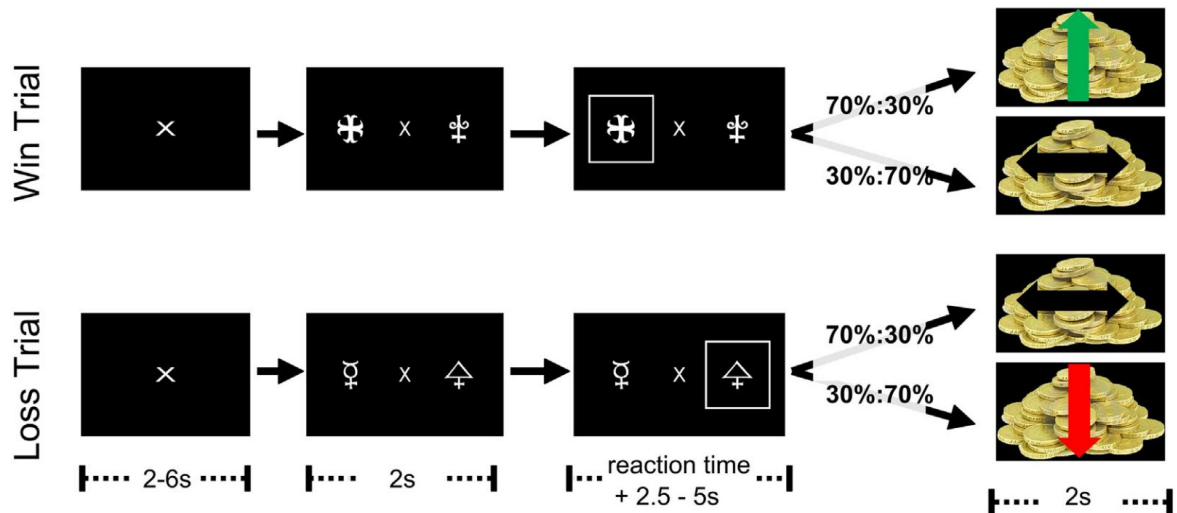 Win Trial
70%:30%
30%:70%
Loss Trial
70%:30%
30%:70%
2-6s
2s
reaction time
+ 2.5 - 5s
2s